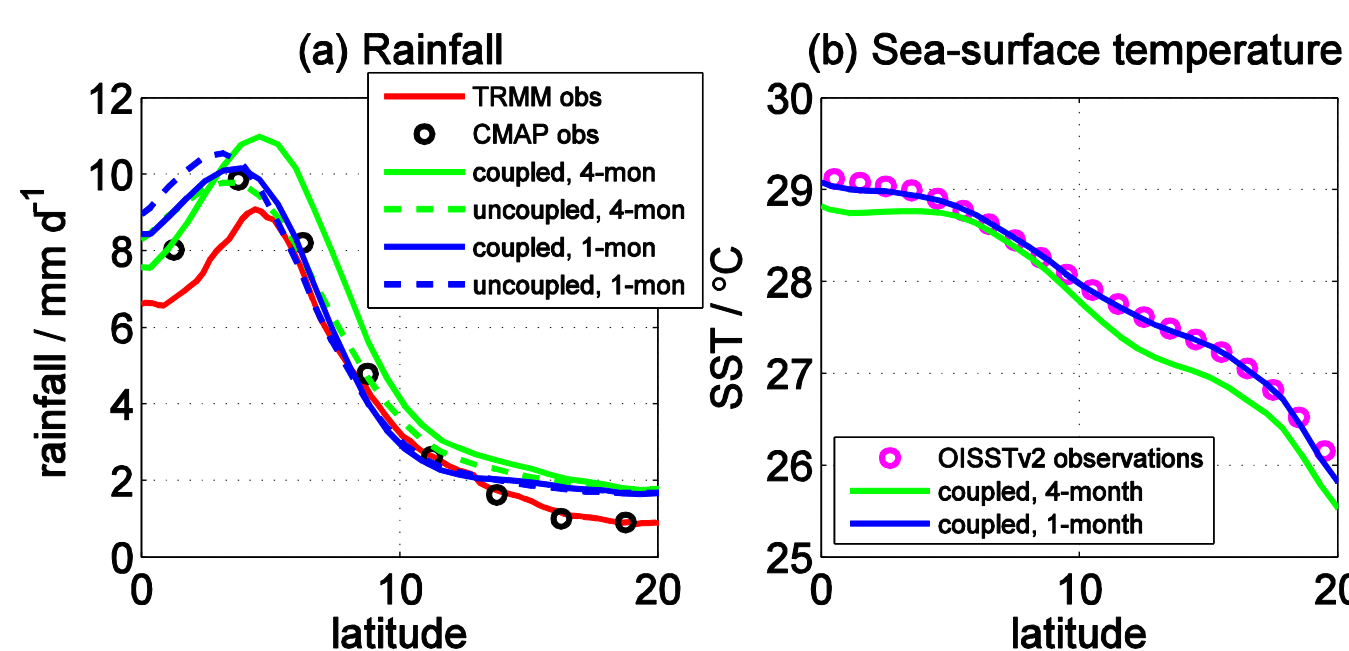 (a) Rainfall
12
10
8
6
4
2
0
rainfall / mm d⁻¹
TRMM obs
CMAP obs
coupled, 4-mon
uncoupled, 4-mon
coupled, 1-mon
uncoupled, 1-mon
0
10
20
latitude
(b) Sea-surface temperature
30
29
28
27
26
25
SST / °C
OISSTv2 observations
coupled, 4-month
coupled, 1-month
0
10
20
latitude